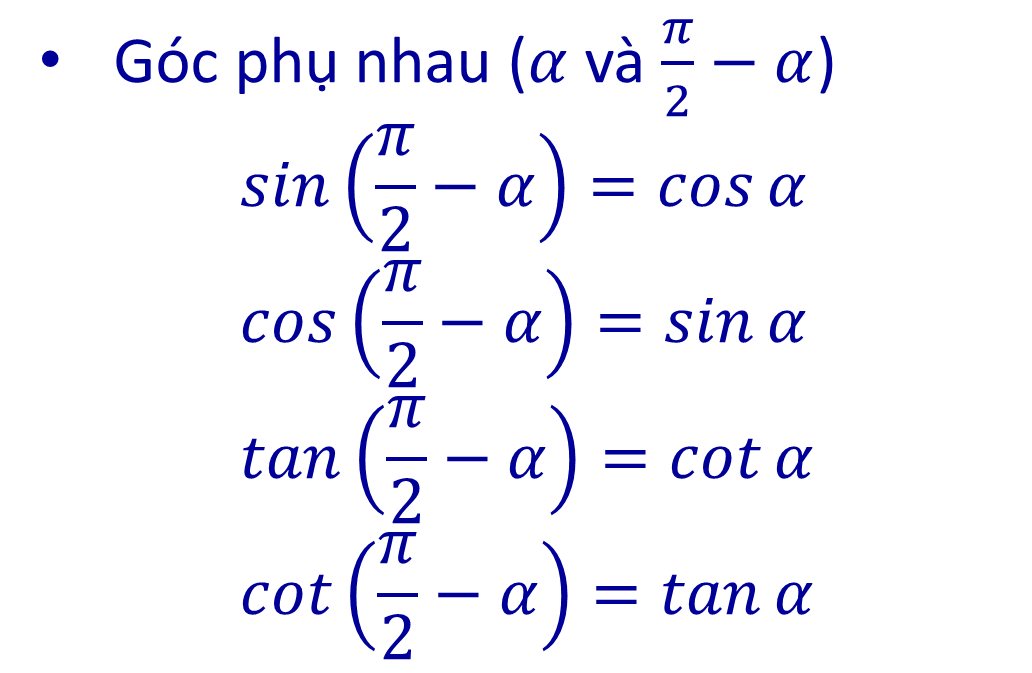 • Góc phụ nhau (α và π/2 − α)
sin(π/2 − α) = cos α
cos(π/2 − α) = sin α
tan(π/2 − α) = cot α
cot(π/2 − α) = tan α